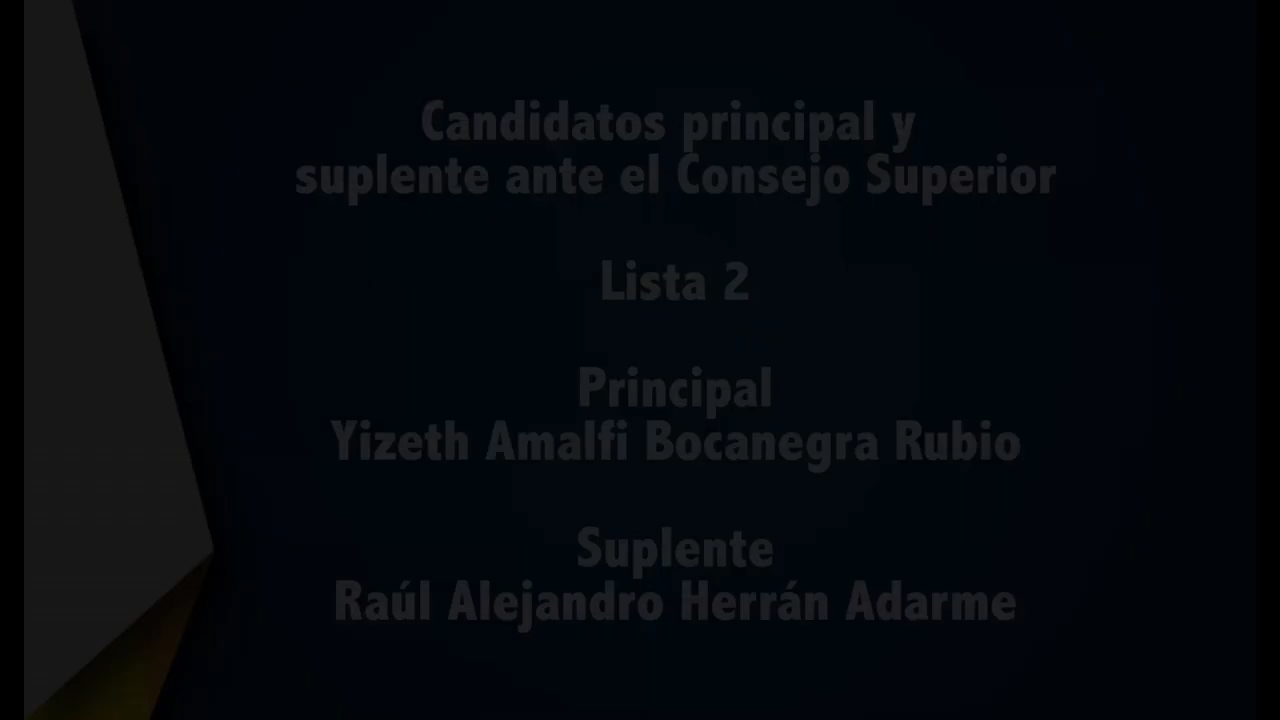 Candidatos principal y
suplente ante el Consejo Superior
Lista 2
Principal
Yizeth Amalfi Bocanegra Rubio
Suplente
Raúl Alejandro Herrán Adarme